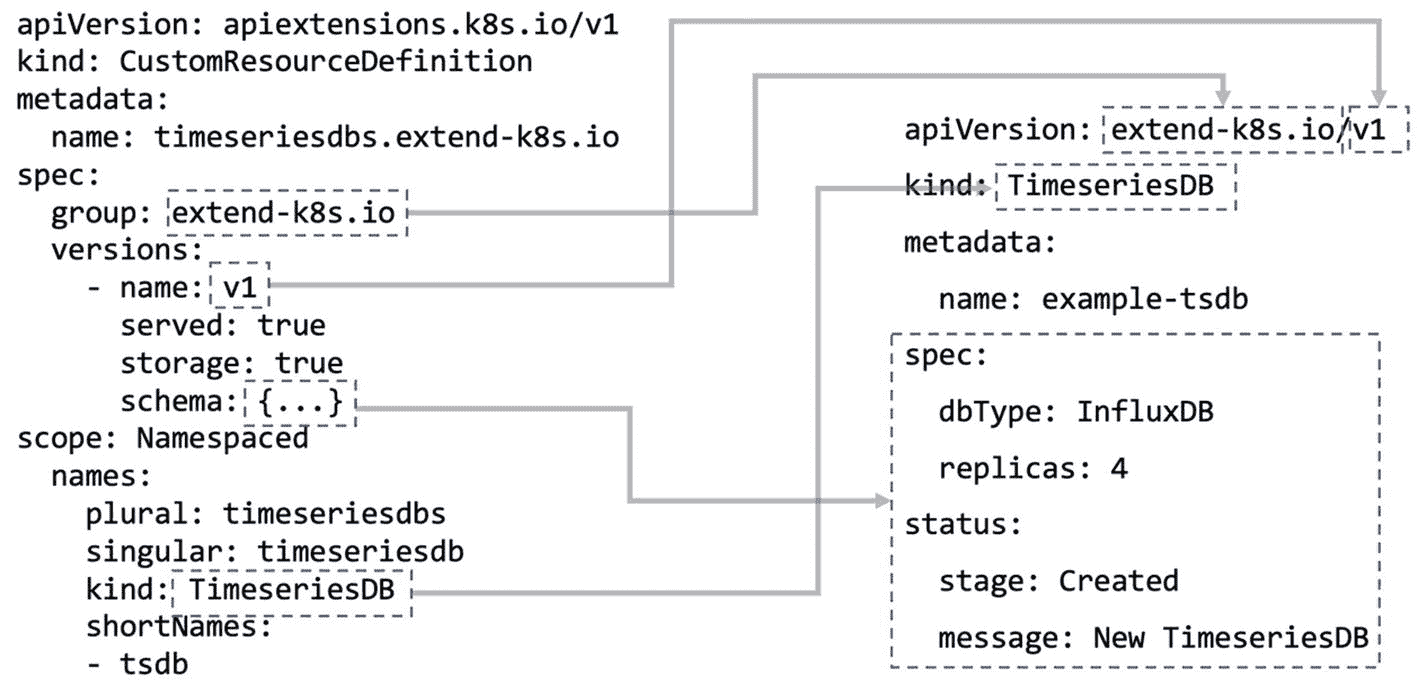 apiVersion: apiextensions.k8s.io/v1
kind: CustomResourceDefinition
metadata:
  name: timeseriesdbs.extend-k8s.io
spec:
  group: extend-k8s.io
  versions:
    - name: v1
      served: true
      storage: true
      schema: {...}
scope: Namespaced
  names:
    plural: timeseriesdbs
    singular: timeseriesdb
    kind: TimeseriesDB
    shortNames:
    - tsdb
apiVersion: extend-k8s.io/v1
kind: TimeseriesDB
metadata:
  name: example-tsdb
spec:
  dbType: InfluxDB
  replicas: 4
status:
  stage: Created
  message: New TimeseriesDB